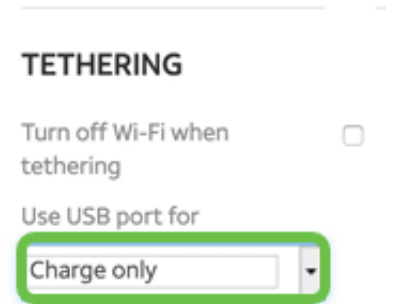 TETHERING
Turn off Wi-Fi when
tethering
Use USB port for
Charge only